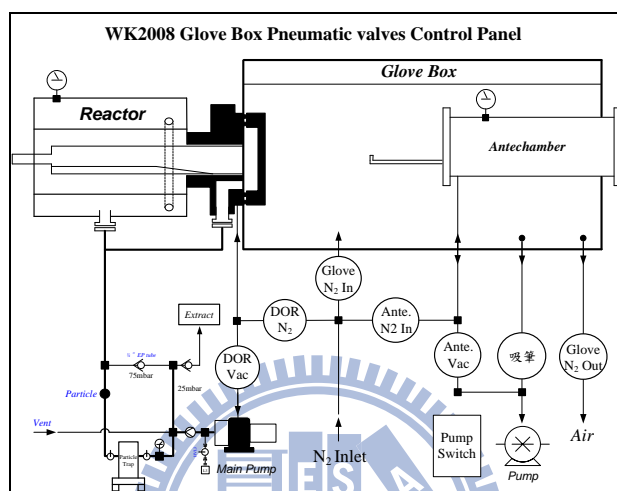 WK2008 Glove Box Pneumatic valves Control Panel
Glove Box
Reactor
Antechamber
Glove
N₂ In
DOR
N₂
Ante.
N2 In
Extract
DOR
Vac
Ante.
Vac
吸筆
Glove
N₂ Out
75mbar
25mbar
Particle
Vent
Particle
Trap
Main Pump
N₂ Inlet
Pump
Switch
Pump
Air